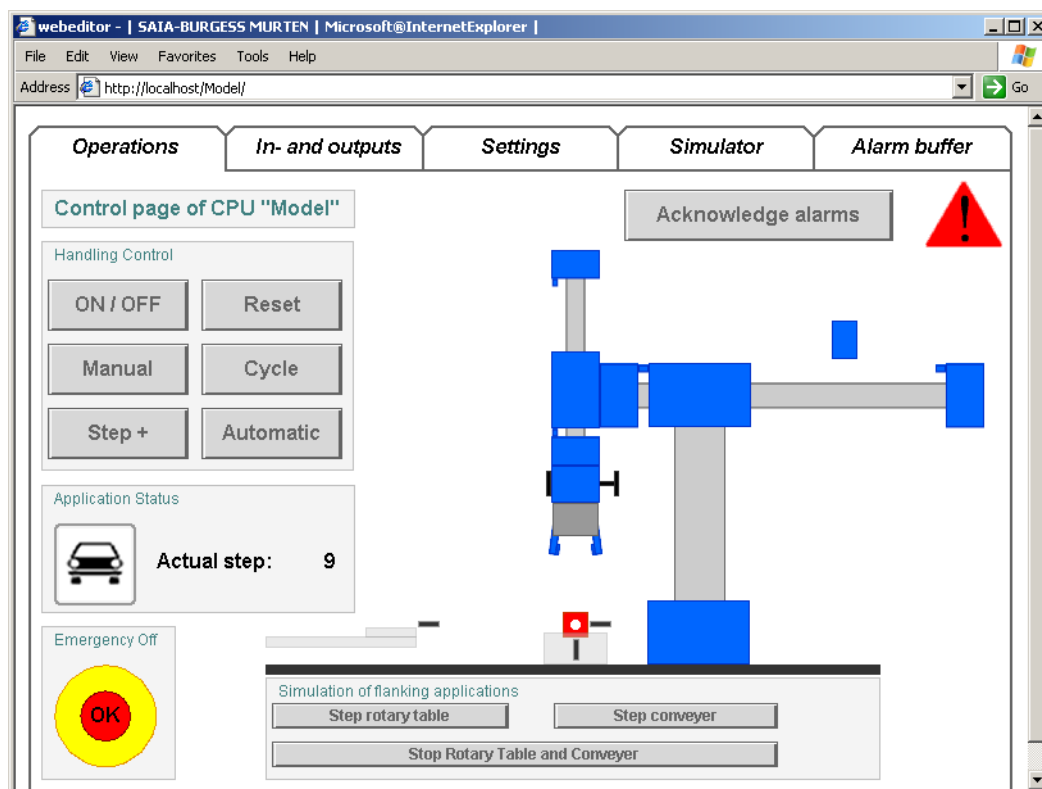 webeditor - | SAIA-BURGESS MURTEN | Microsoft®InternetExplorer |
File Edit View Favorites Tools Help
Address http://localhost/Model/ Go
Operations In- and outputs Settings Simulator Alarm buffer
Control page of CPU "Model"
Acknowledge alarms
!
Handling Control
ON / OFF Reset
Manual Cycle
Step + Automatic
Application Status
Actual step: 9
Emergency Off
OK
Simulation of flanking applications
Step rotary table Step conveyer
Stop Rotary Table and Conveyer